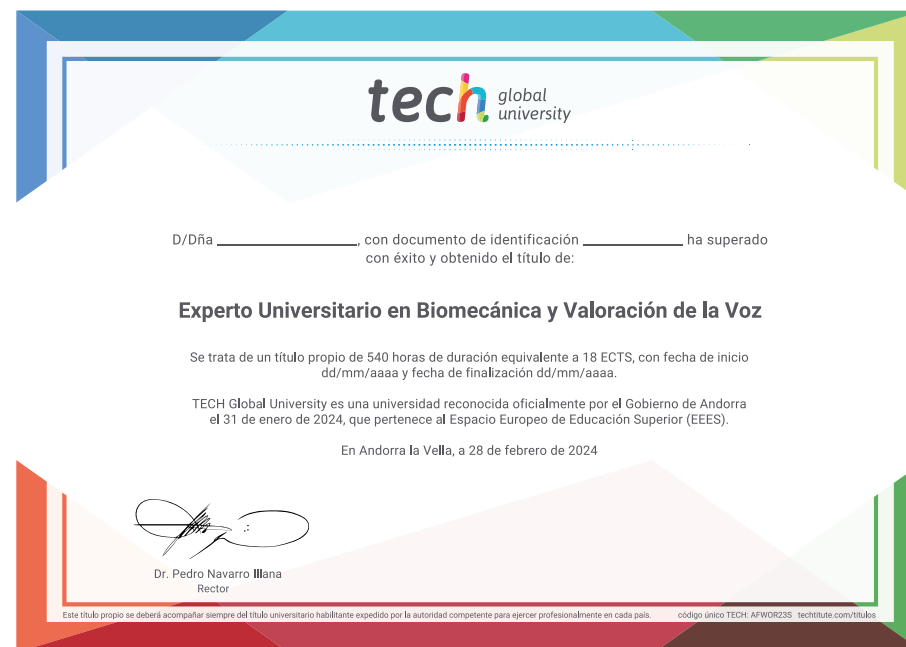 tech global university
D/Dña ____________________, con documento de identificación ______________ ha superado
con éxito y obtenido el título de:
Experto Universitario en Biomecánica y Valoración de la Voz
Se trata de un título propio de 540 horas de duración equivalente a 18 ECTS, con fecha de inicio
dd/mm/aaaa y fecha de finalización dd/mm/aaaa.
TECH Global University es una universidad reconocida oficialmente por el Gobierno de Andorra
el 31 de enero de 2024, que pertenece al Espacio Europeo de Educación Superior (EEES).
En Andorra la Vella, a 28 de febrero de 2024
Dr. Pedro Navarro Illana
Rector
Este título propio se deberá acompañar siempre del título universitario habilitante expedido por la autoridad competente para ejercer profesionalmente en cada país. código único TECH: AFWOR23S techtitute.com/titulos